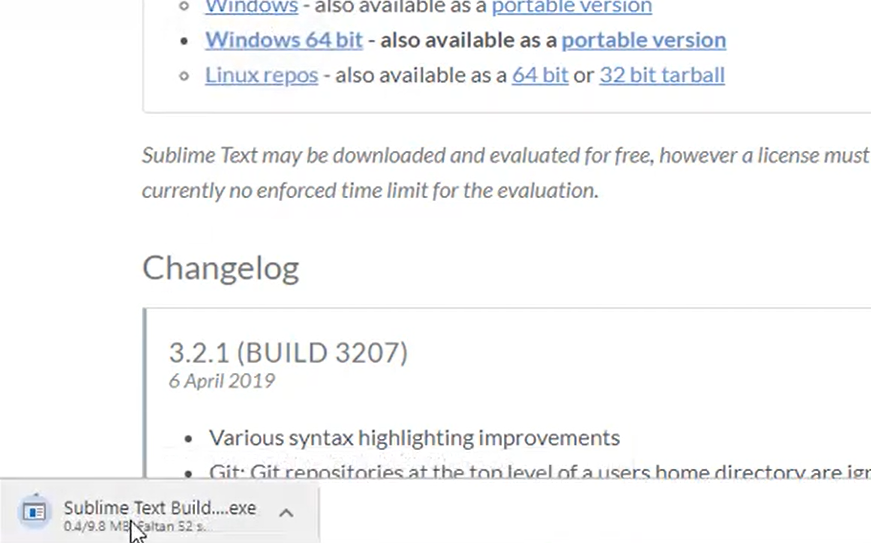 Windows - also available as a portable version
Windows 64 bit - also available as a portable version
Linux repos - also available as a 64 bit or 32 bit tarball
Sublime Text may be downloaded and evaluated for free, however a license must
currently no enforced time limit for the evaluation.
Changelog
3.2.1 (BUILD 3207)
6 April 2019
Various syntax highlighting improvements
Git: Git repositories at the top level of a users home directory are ign
Sublime Text Build....exe
0.4/9.8 MB, Faltan 52 s...